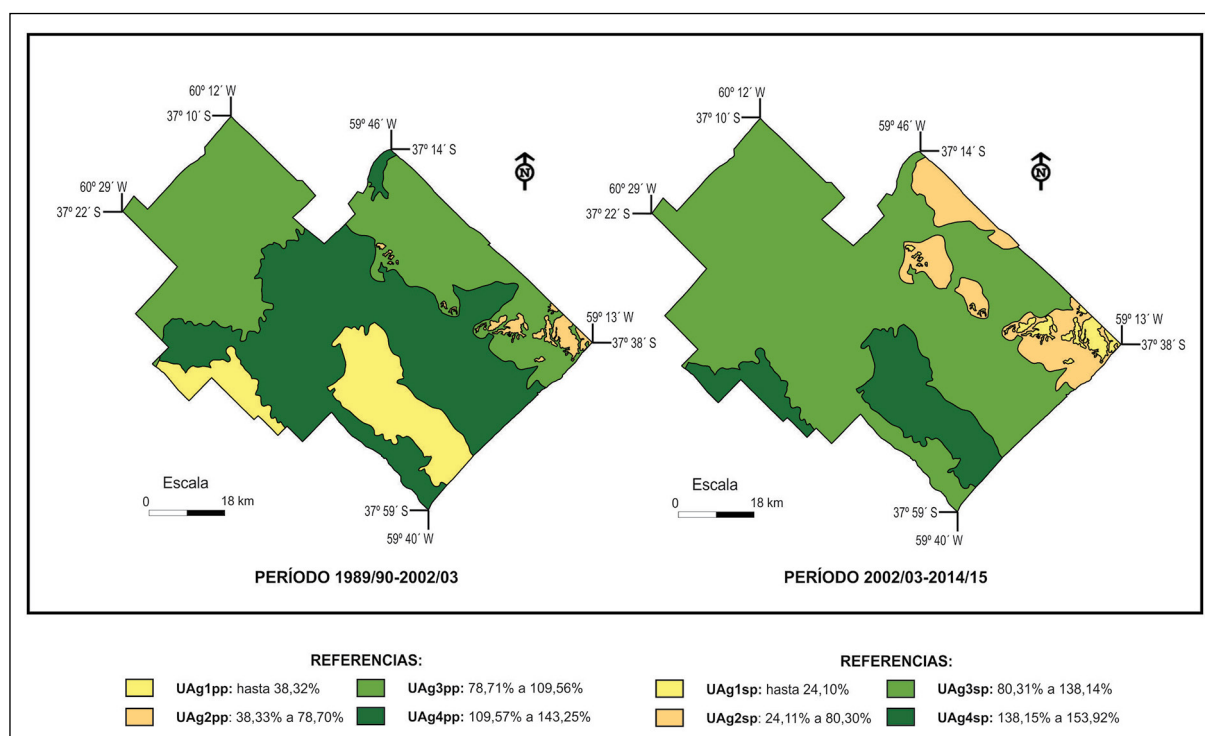 60º 12´ W
37º 10´ S
59º 46´ W
37º 14´ S
N
60º 29´ W
37º 22´ S
59º 13´ W
37º 38´ S
Escala
0 18 km
37º 59´ S
59º 40´ W
PERÍODO 1989/90-2002/03
60º 12´ W
37º 10´ S
59º 46´ W
37º 14´ S
N
60º 29´ W
37º 22´ S
59º 13´ W
37º 38´ S
Escala
0 18 km
37º 59´ S
59º 40´ W
PERÍODO 2002/03-2014/15
REFERENCIAS:
UAg1pp: hasta 38,32%
UAg3pp: 78,71% a 109,56%
UAg2pp: 38,33% a 78,70%
UAg4pp: 109,57% a 143,25%
REFERENCIAS:
UAg1sp: hasta 24,10%
UAg3sp: 80,31% a 138,14%
UAg2sp: 24,11% a 80,30%
UAg4sp: 138,15% a 153,92%